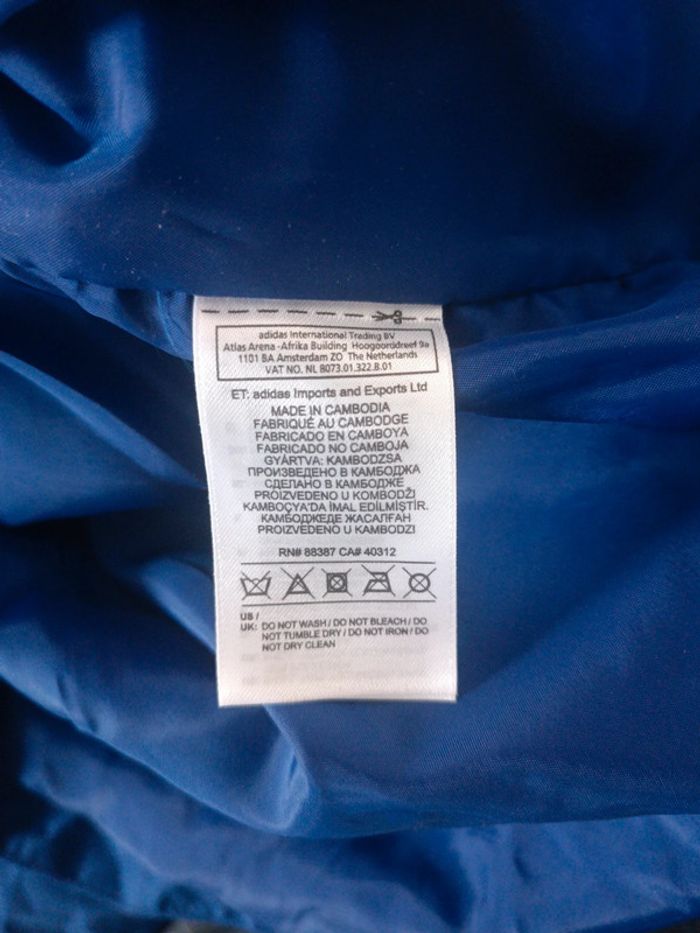 adidas International Trading BV
Atlas Arena -Afrika Building Hoogoorddreef 9a
1101 BA Amsterdam ZO The Netherlands
VAT NO. NL 8073.01.322.B.01
ET: adidas Imports and Exports Ltd
MADE IN CAMBODIA
FABRIQUÉ AU CAMBODGE
FABRICADO EN CAMBOYA
FABRICADO NO CAMBOJA
GYÁRTVA: KAMBODZSA
ПРОИЗВЕДЕНО В КАМБОДЖА
СДЕЛАНО В КАМБОДЖЕ
PROIZVEDENO U KOMBODŽI
KAMBOÇYA'DA İMAL EDİLMİŞTİR.
КАМБОДЖЕДЕ ЖАСАЛҒАН
PROIZVEDENO U KAMBODZI
RN# 88387 CA# 40312
US /
UK: DO NOT WASH / DO NOT BLEACH / DO
NOT TUMBLE DRY / DO NOT IRON / DO
NOT DRY CLEAN